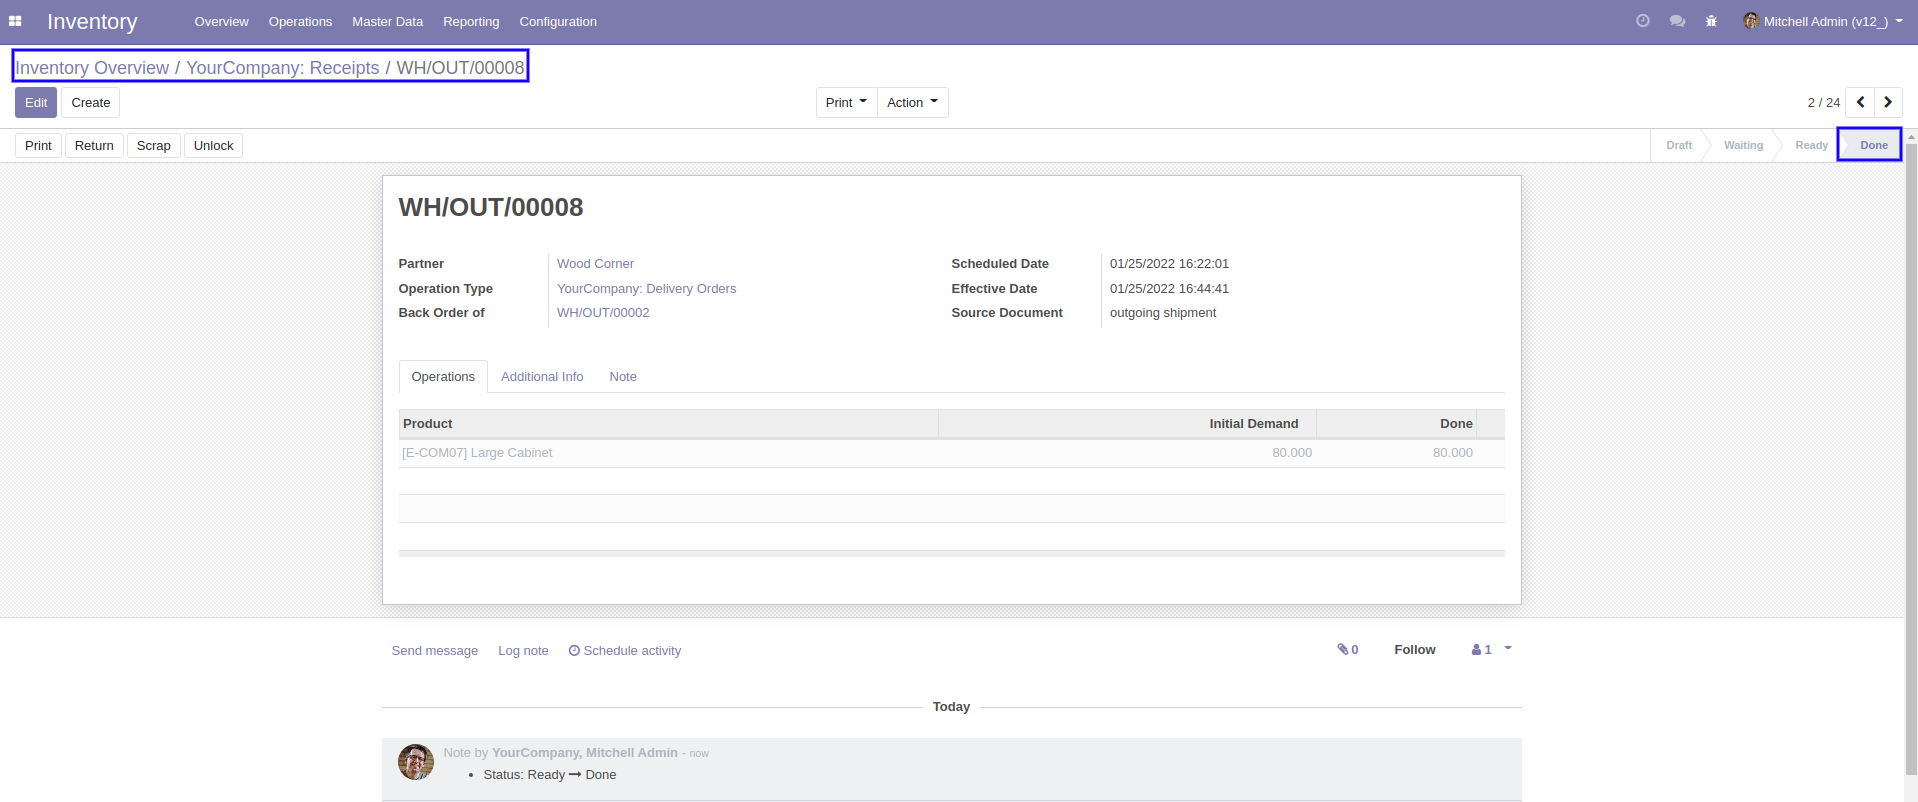 Inventory Overview Operations Master Data Reporting Configuration Mitchell Admin (v12_)
Inventory Overview / YourCompany: Receipts / WH/OUT/00008
Edit Create Print Action 2 / 24
Print Return Scrap Unlock Draft Waiting Ready Done
WH/OUT/00008
Partner Wood Corner Scheduled Date 01/25/2022 16:22:01
Operation Type YourCompany: Delivery Orders Effective Date 01/25/2022 16:44:41
Back Order of WH/OUT/00002 Source Document outgoing shipment
Operations Additional Info Note
Product Initial Demand Done
[E-COM07] Large Cabinet 80.000 80.000
Send message Log note Schedule activity 0 Follow 1
Today
Note by YourCompany, Mitchell Admin - now
• Status: Ready → Done